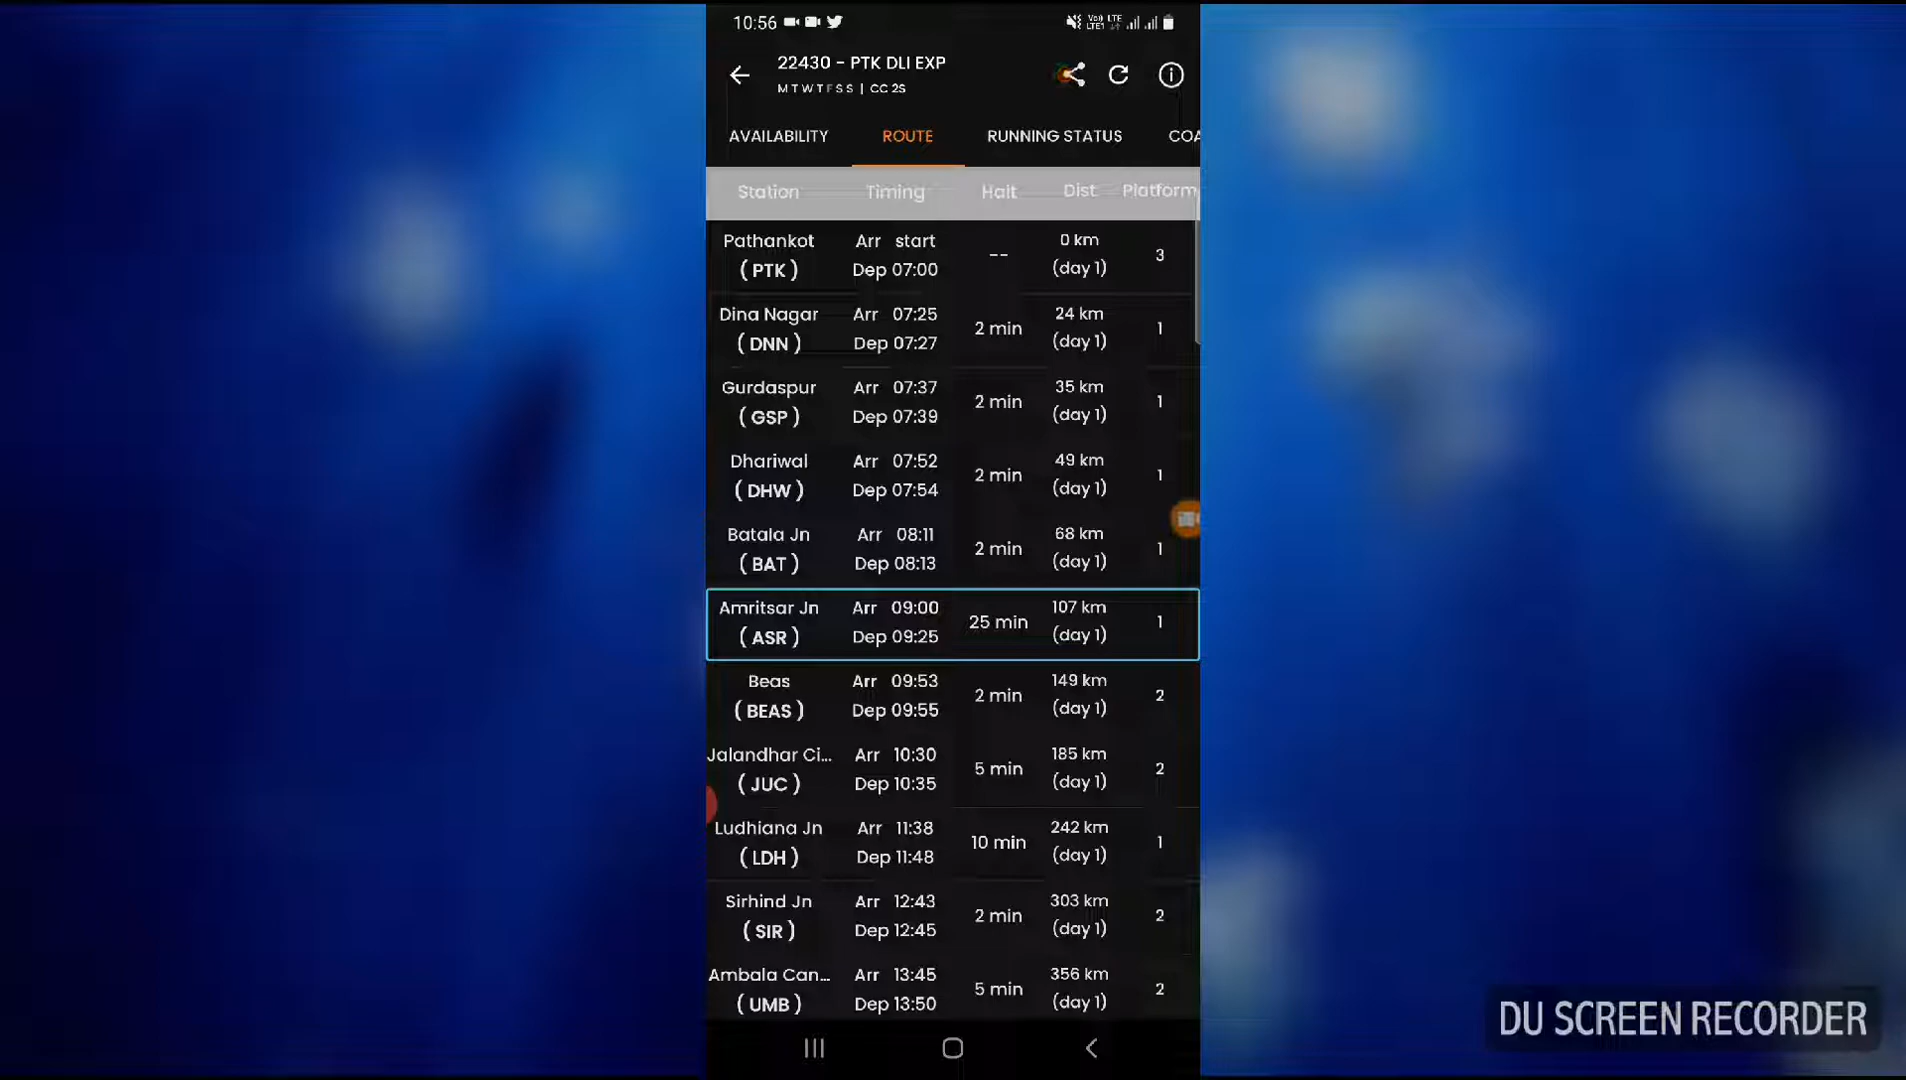 10:56
Vo)) LTE
LTE1
22430 - PTK DLI EXP
M T W T F S S | CC 2S
AVAILABILITY ROUTE RUNNING STATUS COA
Station Timing Halt Dist Platform
Pathankot Arr start 0 km
( PTK ) Dep 07:00 -- (day 1) 3
Dina Nagar Arr 07:25 24 km
( DNN ) Dep 07:27 2 min (day 1) 1
Gurdaspur Arr 07:37 35 km
( GSP ) Dep 07:39 2 min (day 1) 1
Dhariwal Arr 07:52 49 km
( DHW ) Dep 07:54 2 min (day 1) 1
Batala Jn Arr 08:11 68 km
( BAT ) Dep 08:13 2 min (day 1) 1
Amritsar Jn Arr 09:00 107 km
( ASR ) Dep 09:25 25 min (day 1) 1
Beas Arr 09:53 149 km
( BEAS ) Dep 09:55 2 min (day 1) 2
Jalandhar Ci... Arr 10:30 185 km
( JUC ) Dep 10:35 5 min (day 1) 2
Ludhiana Jn Arr 11:38 242 km
( LDH ) Dep 11:48 10 min (day 1) 1
Sirhind Jn Arr 12:43 303 km
( SIR ) Dep 12:45 2 min (day 1) 2
Ambala Can... Arr 13:45 356 km
( UMB ) Dep 13:50 5 min (day 1) 2
DU SCREEN RECORDER